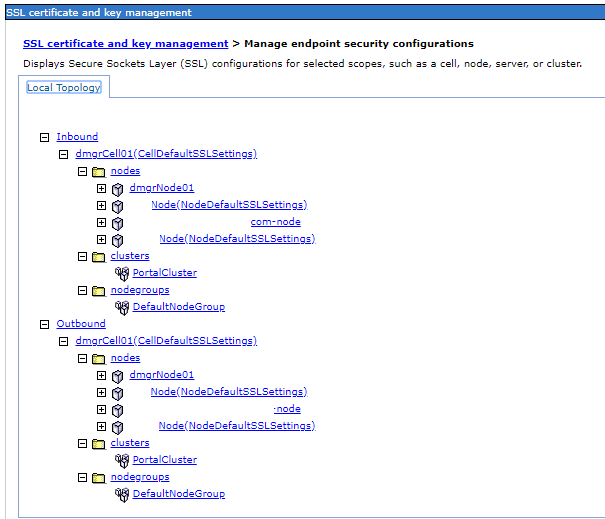 SSL certificate and key management
SSL certificate and key management > Manage endpoint security configurations
Displays Secure Sockets Layer (SSL) configurations for selected scopes, such as a cell, node, server, or cluster.
Local Topology
Inbound
dmgrCell01(CellDefaultSSLSettings)
nodes
dmgrNode01
Node(NodeDefaultSSLSettings)
com-node
Node(NodeDefaultSSLSettings)
clusters
PortalCluster
nodegroups
DefaultNodeGroup
Outbound
dmgrCell01(CellDefaultSSLSettings)
nodes
dmgrNode01
Node(NodeDefaultSSLSettings)
-node
Node(NodeDefaultSSLSettings)
clusters
PortalCluster
nodegroups
DefaultNodeGroup